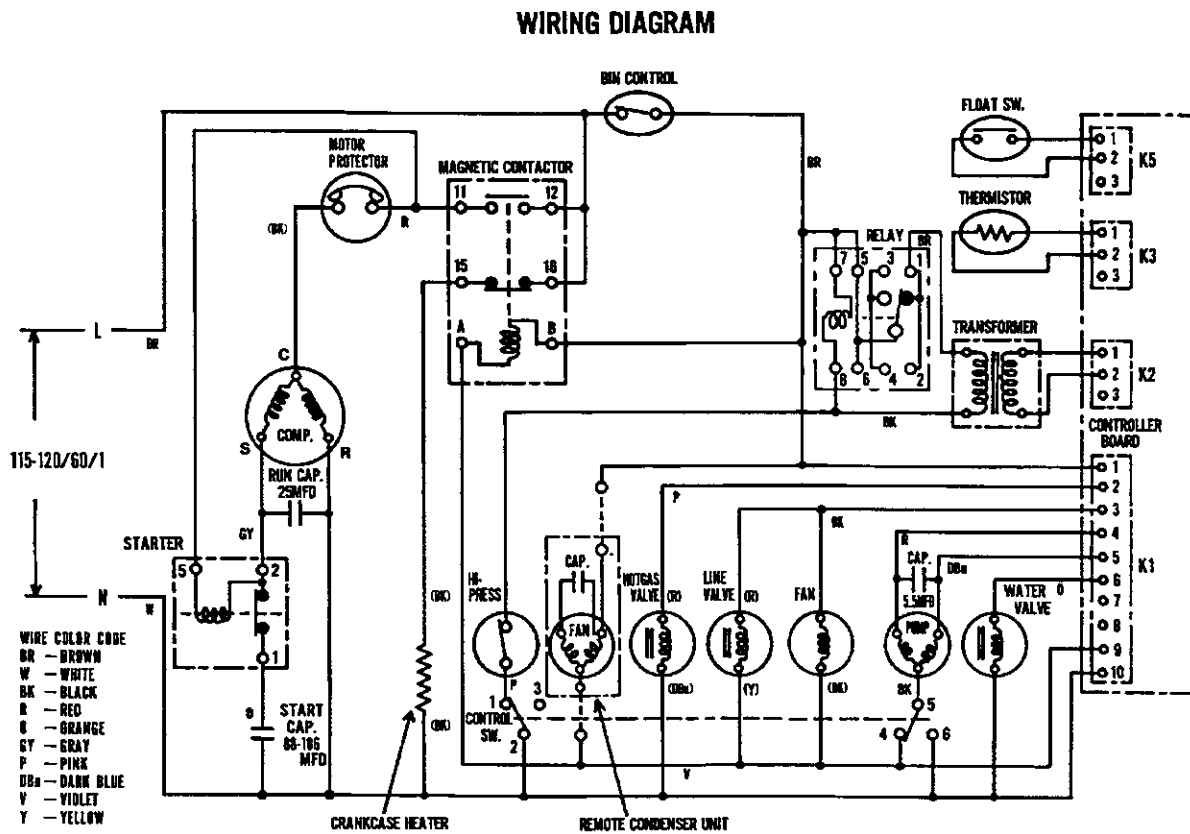 WIRING DIAGRAM
BIN CONTROL
FLOAT SW.
1
2
3
K5
MOTOR
PROTECTOR
MAGNETIC CONTACTOR
11
12
BR
R
(BK)
THERMISTOR
1
2
3
K3
RELAY
BR
7
5
3
1
15
16
A
B
8
6
4
2
TRANSFORMER
1
2
3
K2
L
BR
C
COMP.
S
R
BK
CONTROLLER
BOARD
115-120/60/1
RUN CAP.
25MFD
GY
STARTER
5
2
1
P
BK
1
2
3
4
5
6
7
8
9
10
K1
N
W
(BK)
(BK)
HI-
PRESS
CAP.
FAN
HOTGAS
VALVE
(R)
(DBu)
LINE
VALVE
(R)
(Y)
FAN
(BK)
R
CAP.
5.5MFD
DBu
PUMP
BK
WATER
VALVE
O
P
1
3
2
CONTROL
SW.
5
4
6
V
WIRE COLOR CODE
BR — BROWN
W — WHITE
BK — BLACK
R — RED
O — ORANGE
GY — GRAY
P — PINK
DBu — DARK BLUE
V — VIOLET
Y — YELLOW
START
CAP.
88-106
MFD
CRANKCASE HEATER
REMOTE CONDENSER UNIT